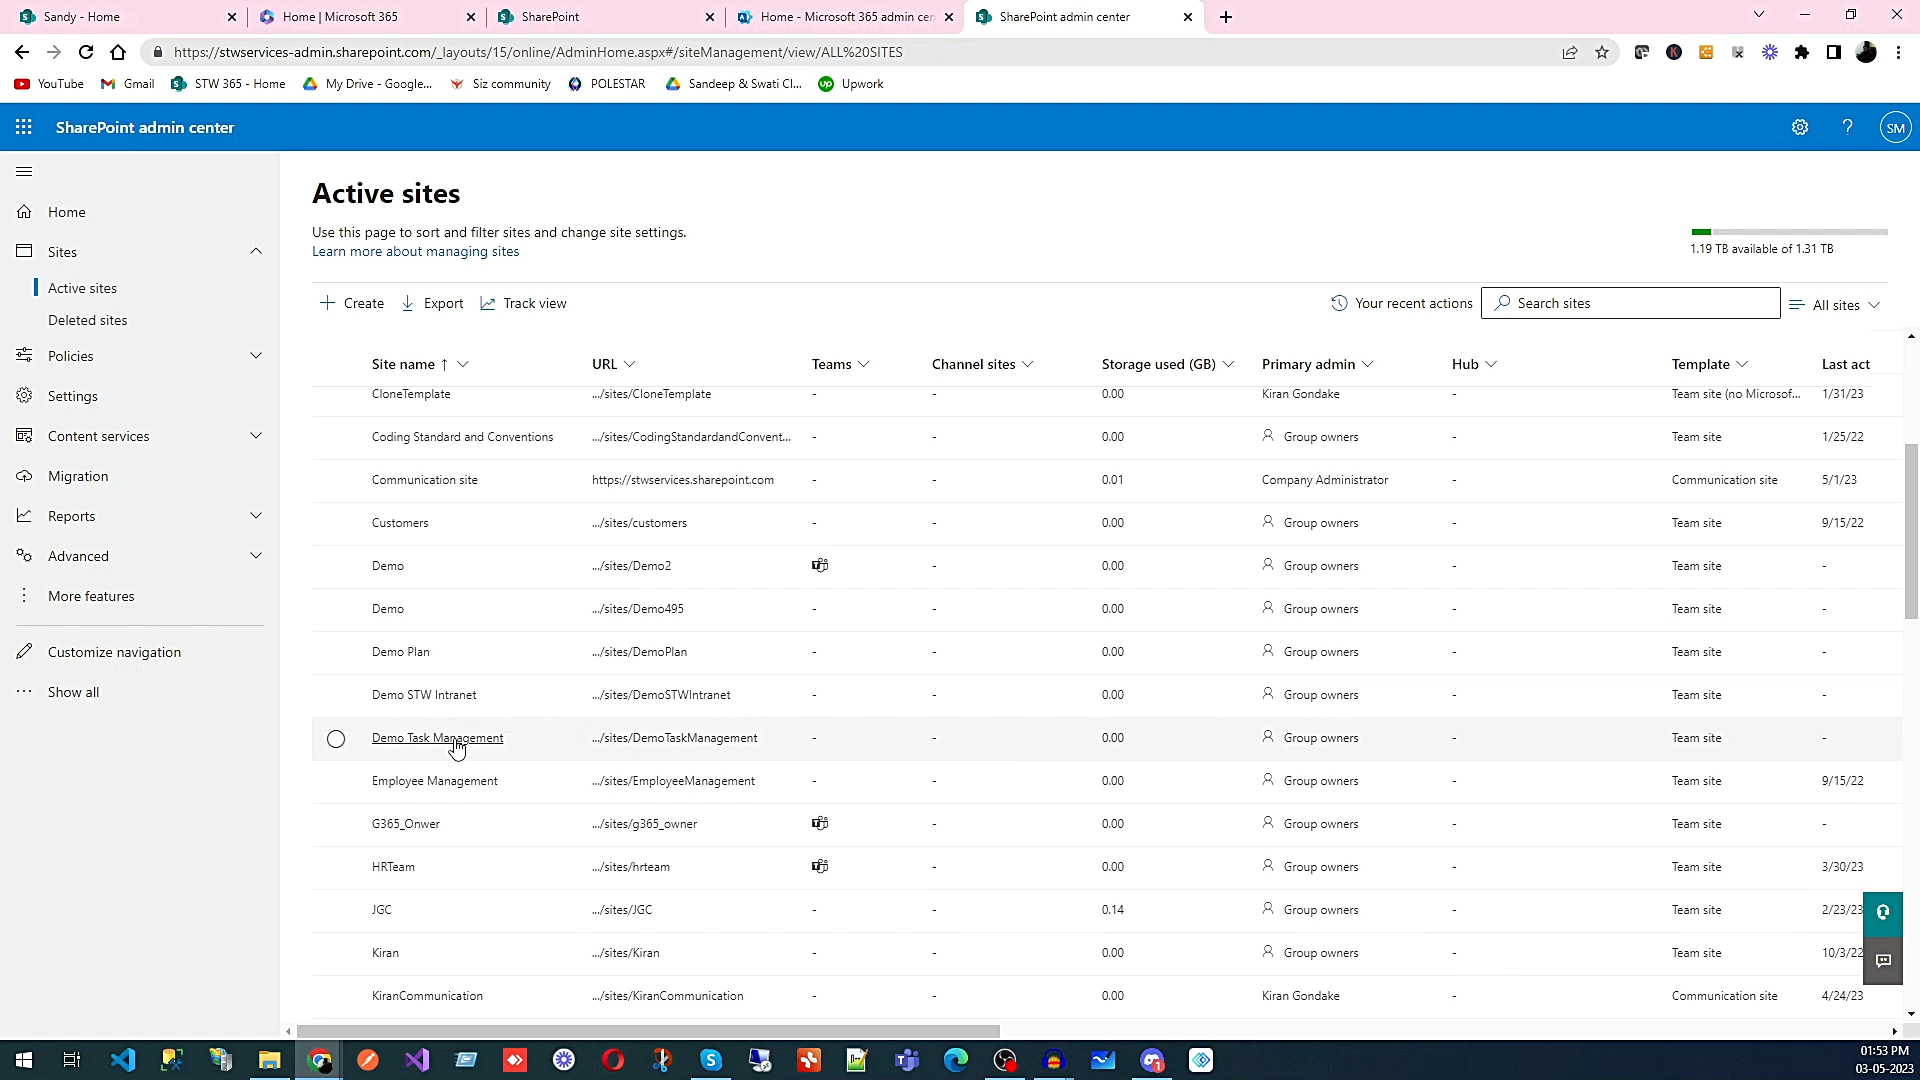 Sandy - Home
Home | Microsoft 365
SharePoint
Home - Microsoft 365 admin cen
SharePoint admin center
https://stwservices-admin.sharepoint.com/_layouts/15/online/AdminHome.aspx#/siteManagement/view/ALL%20SITES
YouTube
Gmail
STW 365 - Home
My Drive - Google...
Siz community
POLESTAR
Sandeep & Swati Cl...
Upwork
SharePoint admin center
SM
Home
Sites
Active sites
Deleted sites
Policies
Settings
Content services
Migration
Reports
Advanced
More features
Customize navigation
Show all
Active sites
Use this page to sort and filter sites and change site settings.
Learn more about managing sites
1.19 TB available of 1.31 TB
Create
Export
Track view
Your recent actions
Search sites
All sites
Site name URL Teams Channel sites Storage used (GB) Primary admin Hub Template Last act
CloneTemplate .../sites/CloneTemplate - - 0.00 Kiran Gondake - Team site (no Microsof... 1/31/23
Coding Standard and Conventions .../sites/CodingStandardandConvent... - - 0.00 Group owners - Team site 1/25/22
Communication site https://stwservices.sharepoint.com - - 0.01 Company Administrator - Communication site 5/1/23
Customers .../sites/customers - - 0.00 Group owners - Team site 9/15/22
Demo .../sites/Demo2 - 0.00 Group owners - Team site -
Demo .../sites/Demo495 - - 0.00 Group owners - Team site -
Demo Plan .../sites/DemoPlan - - 0.00 Group owners - Team site -
Demo STW Intranet .../sites/DemoSTWIntranet - - 0.00 Group owners - Team site -
Demo Task Management .../sites/DemoTaskManagement - - 0.00 Group owners - Team site -
Employee Management .../sites/EmployeeManagement - - 0.00 Group owners - Team site 9/15/22
G365_Onwer .../sites/g365_owner - 0.00 Group owners - Team site -
HRTeam .../sites/hrteam - 0.00 Group owners - Team site 3/30/23
JGC .../sites/JGC - - 0.14 Group owners - Team site 2/23/23
Kiran .../sites/Kiran - - 0.00 Group owners - Team site 10/3/22
KiranCommunication .../sites/KiranCommunication - - 0.00 Kiran Gondake - Communication site 4/24/23
01:53 PM
03-05-2023